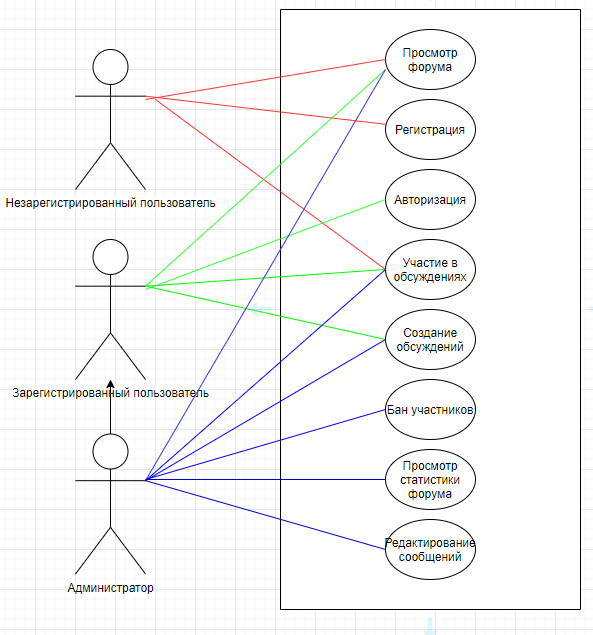 Незарегистрированный пользователь
Зарегистрированный пользователь
Администратор
Просмотр
форума
Регистрация
Авторизация
Участие в
обсуждениях
Создание
обсуждений
Бан участников
Просмотр
статистики
форума
Редактирование
сообщений